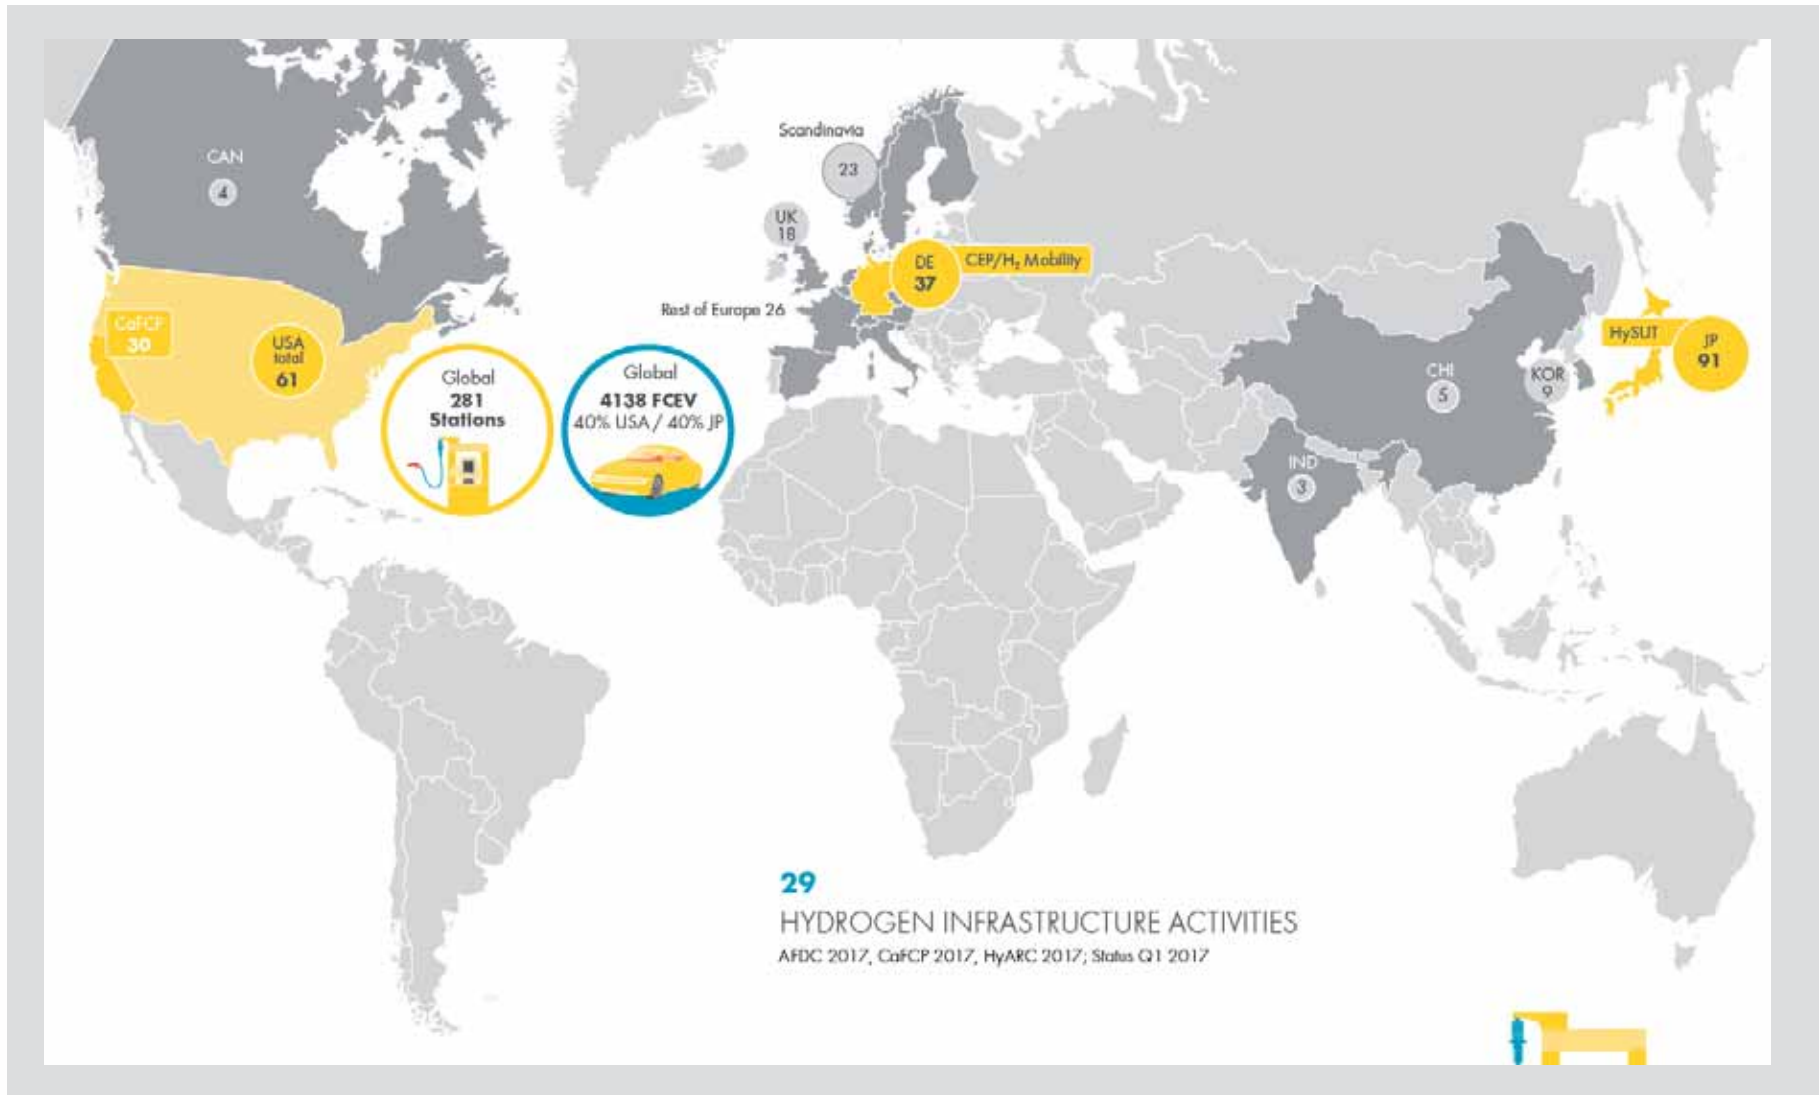 Scandinavia
CAN
23
4
UK
18
DE
37
CEP/H₂ Mobility
Rest of Europe 26
CaFCP
30
USA
total
61
HySUT
JP
91
Global
281
Stations
Global
4138 FCEV
40% USA / 40% JP
CHI
5
KOR
9
IND
3
29
HYDROGEN INFRASTRUCTURE ACTIVITIES
AFDC 2017, CaFCP 2017, HyARC 2017; Status Q1 2017